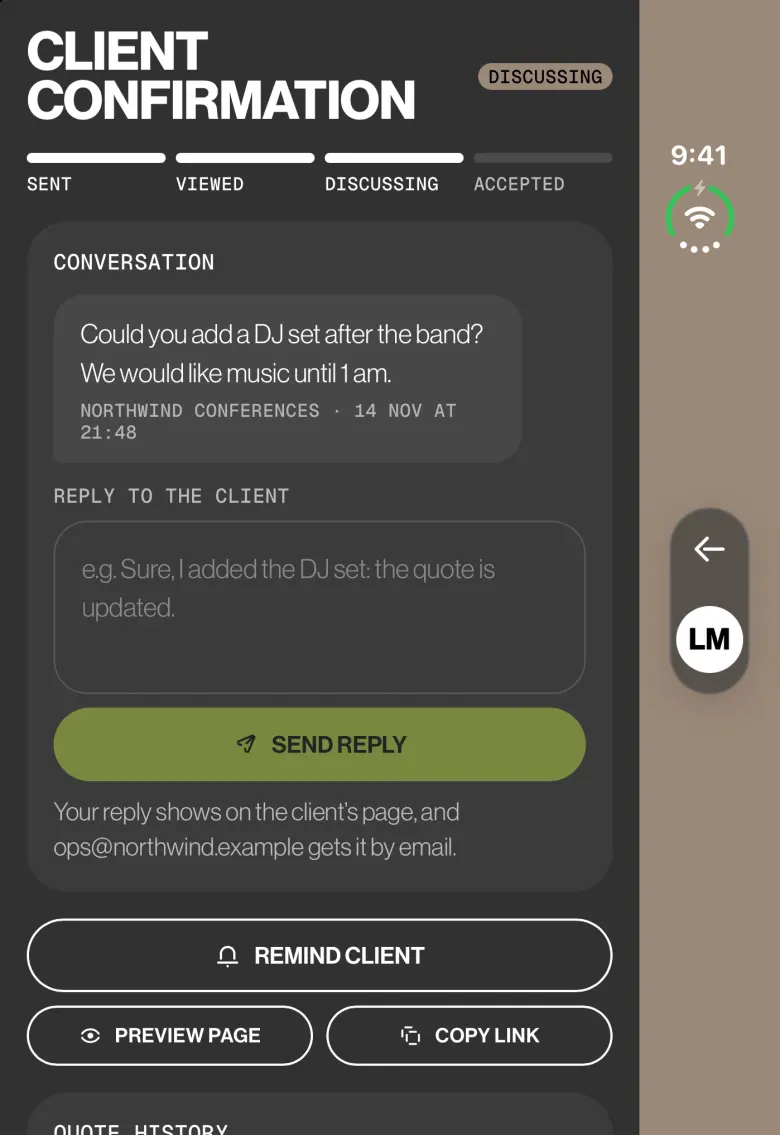 CLIENT
CONFIRMATION
DISCUSSING
SENT
VIEWED
DISCUSSING
ACCEPTED
CONVERSATION
Could you add a DJ set after the band?
We would like music until 1 am.
NORTHWIND CONFERENCES · 14 NOV AT
21:48
REPLY TO THE CLIENT
e.g. Sure, I added the DJ set: the quote is
updated.
SEND REPLY
Your reply shows on the client’s page, and
ops@northwind.example gets it by email.
REMIND CLIENT
PREVIEW PAGE
COPY LINK
QUOTE HISTORY
9:41
LM